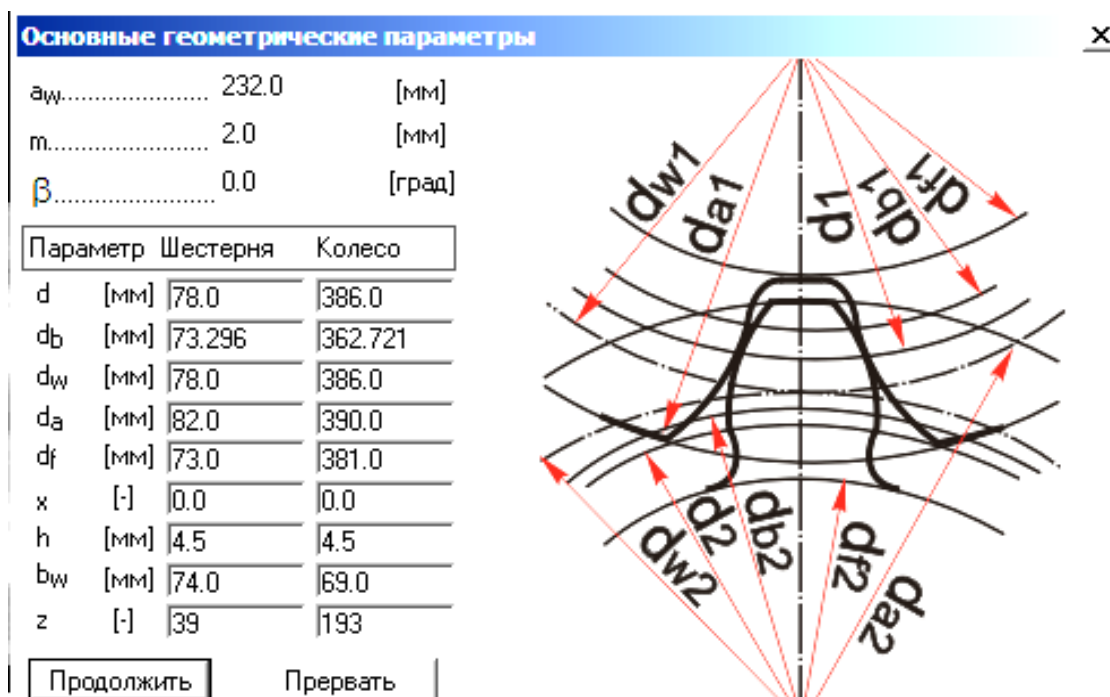 Основные геометрические параметры ×
aw...................... 232.0 [мм]
m...................... 2.0 [мм]
β...................... 0.0 [град]
Параметр Шестерня Колесо
d [мм] 78.0 386.0
db [мм] 73.296 362.721
dw [мм] 78.0 386.0
da [мм] 82.0 390.0
df [мм] 73.0 381.0
x [-] 0.0 0.0
h [мм] 4.5 4.5
bw [мм] 74.0 69.0
z [-] 39 193
Продолжить Прервать
dw1
da1
d1
db1
df1
dw2
d2
db2
df2
da2